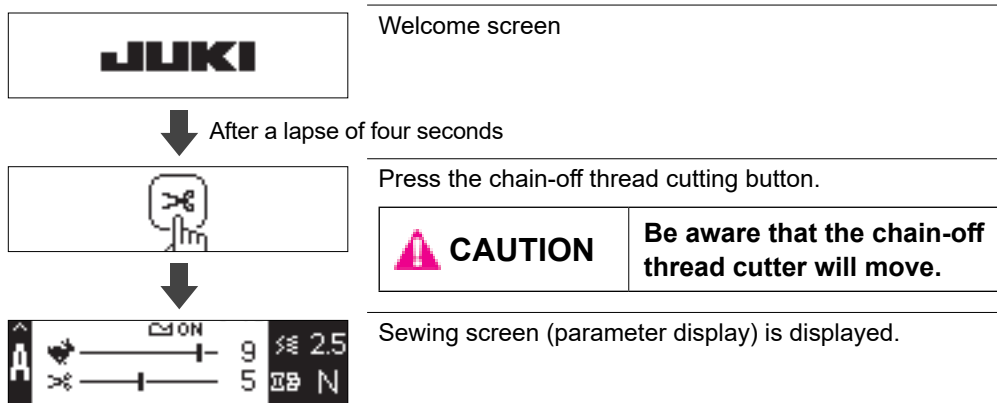 JUKI
Welcome screen
After a lapse of four seconds
Press the chain-off thread cutting button.
CAUTION
Be aware that the chain-off
thread cutter will move.
A
ON
9
2.5
5
N
Sewing screen (parameter display) is displayed.